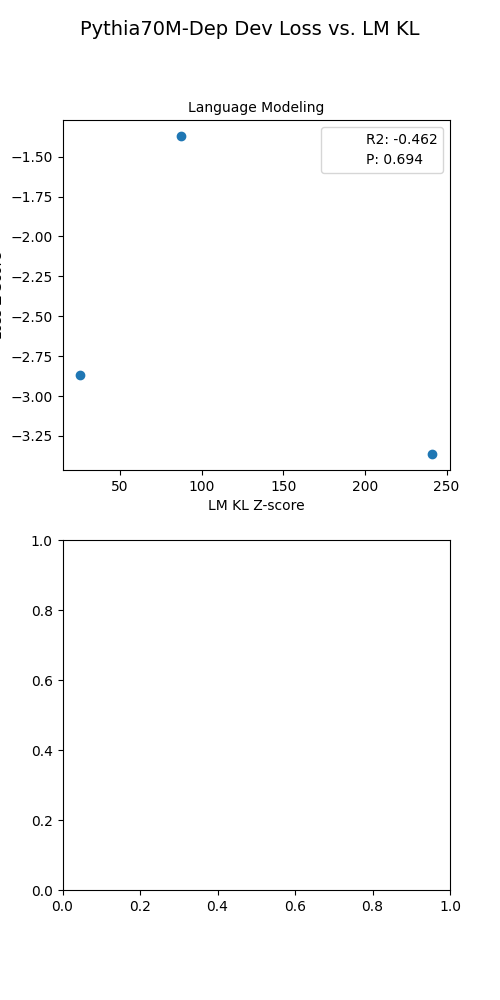 Pythia70M-Dep Dev Loss vs. LM KL
Language Modeling
R2: -0.462
P: 0.694
−1.50
−1.75
−2.00
−2.25
−2.50
−2.75
−3.00
−3.25
50 100 150 200 250
LM KL Z-score
1.0
0.8
0.6
0.4
0.2
0.0
0.0 0.2 0.4 0.6 0.8 1.0